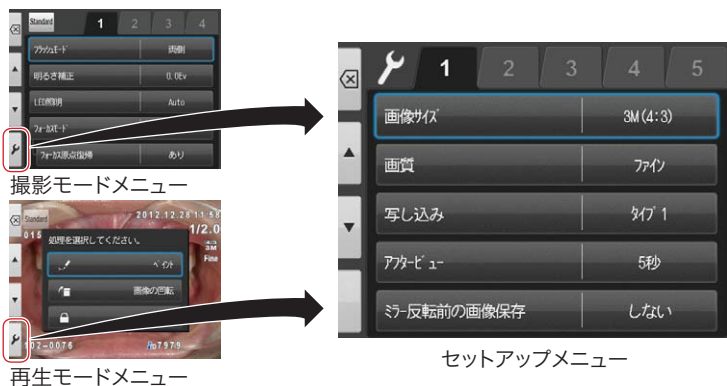 Standard 1 2 3 4
フラッシュモード 両側
明るさ補正 0.0Ev
LED照明 Auto
フォーカスモード
フォーカス原点復帰 あり
撮影モードメニュー
Standard 2012.12.28 11:58
015 1/2.0
処理を選択してください。
3M
Fine
ペイント
画像の回転
102-0076
再生モードメニュー
1 2 3 4 5
画像サイズ 3M(4:3)
画質 ファイン
写し込み タイプ 1
アフタービュー 5秒
ミラー反転前の画像保存 しない
セットアップメニュー